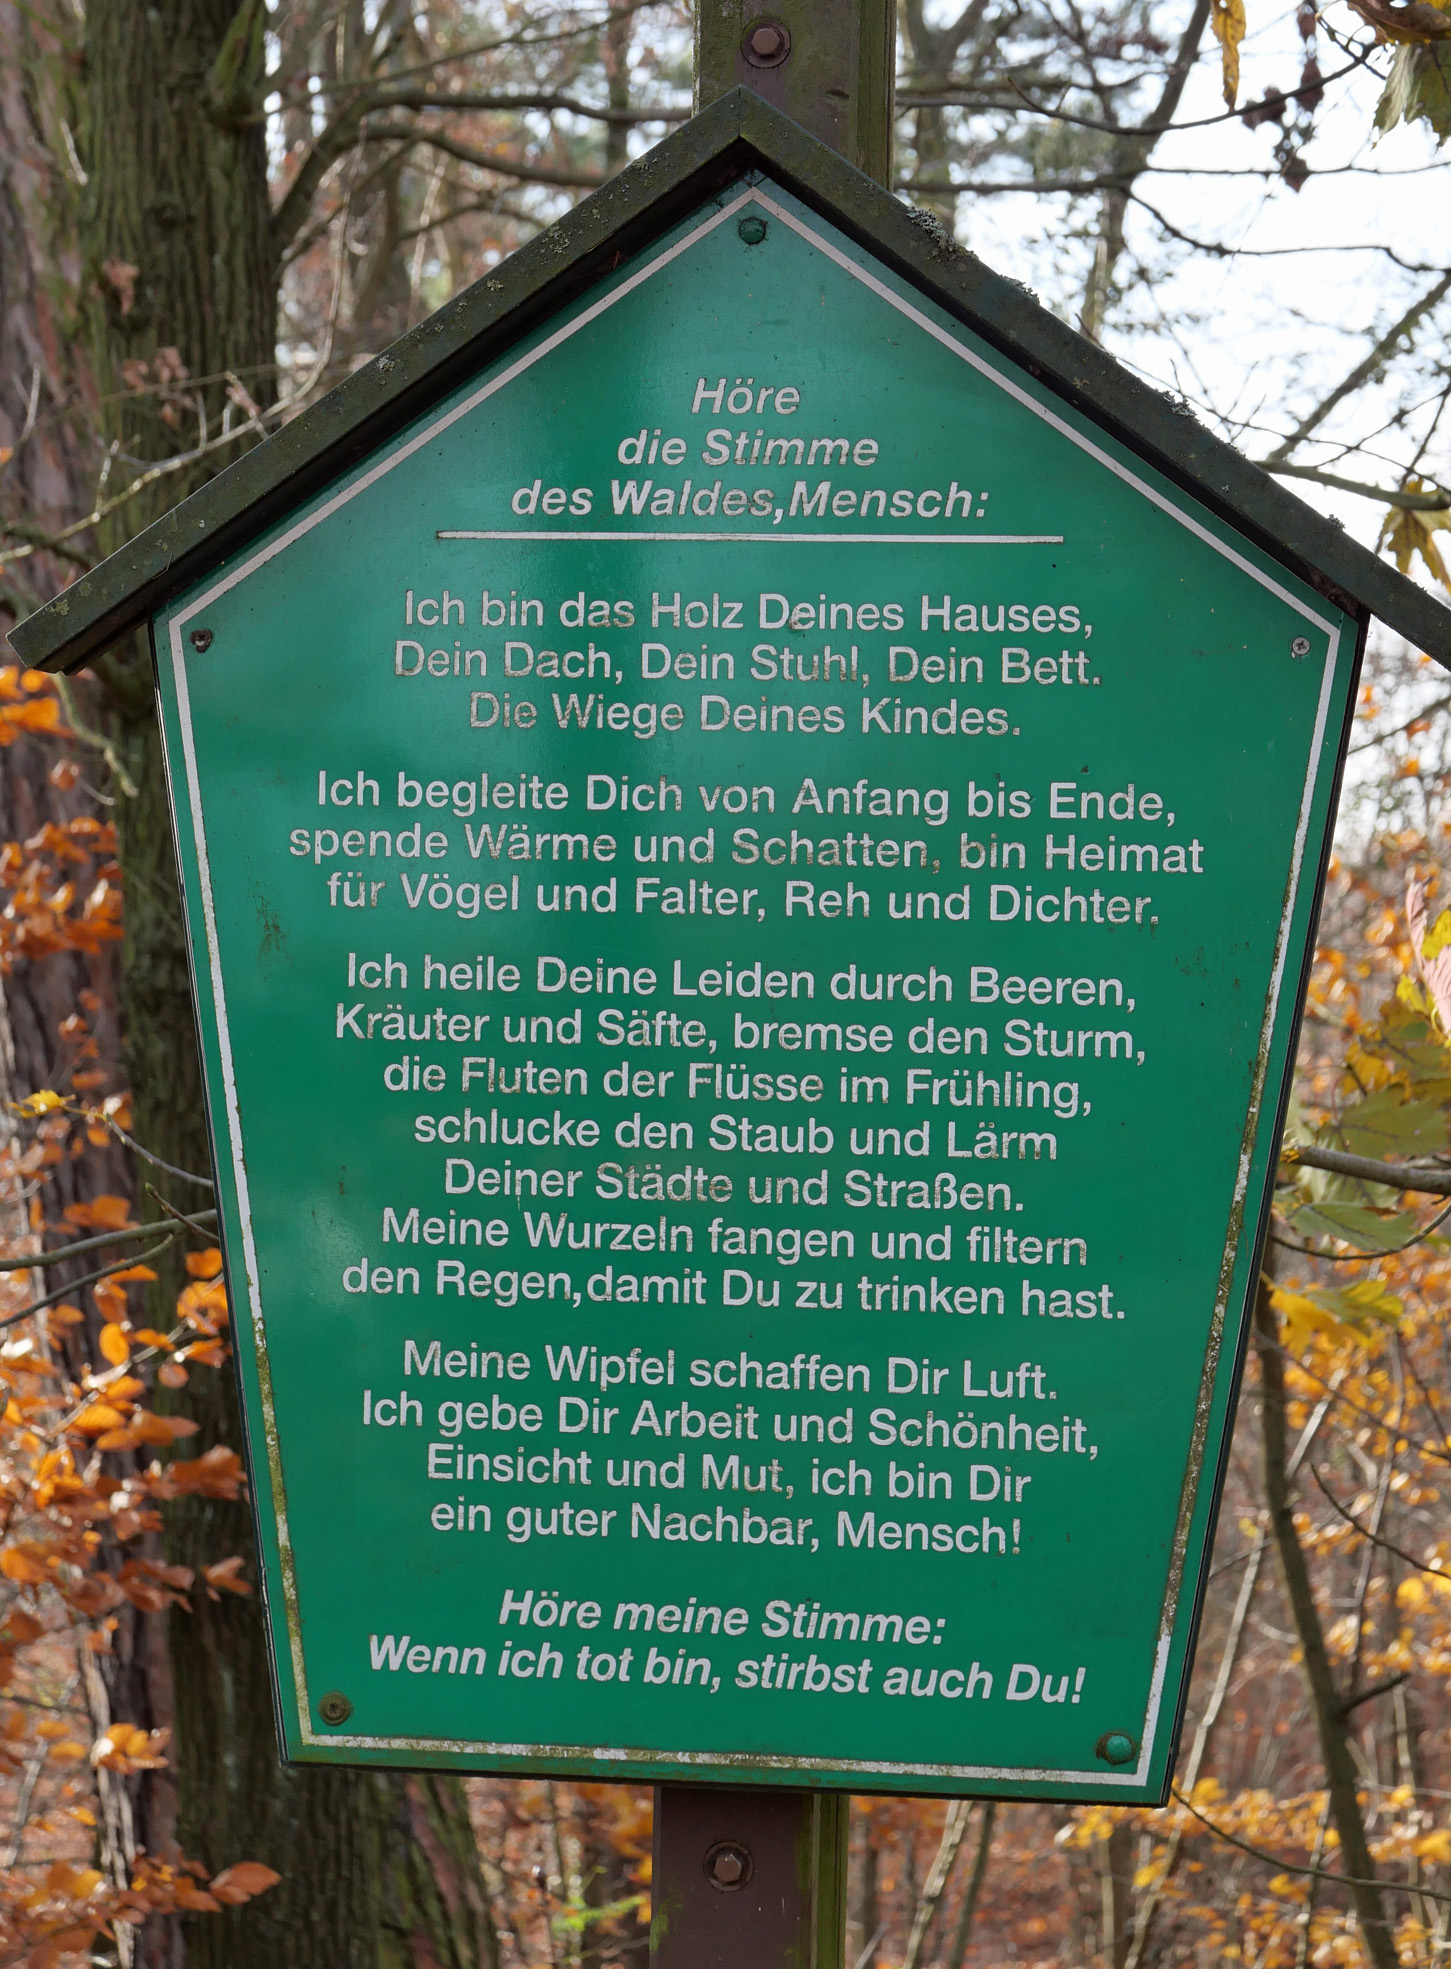 Höre
die Stimme
des Waldes,Mensch:
Ich bin das Holz Deines Hauses,
Dein Dach, Dein Stuhl, Dein Bett.
Die Wiege Deines Kindes.
Ich begleite Dich von Anfang bis Ende,
spende Wärme und Schatten, bin Heimat
für Vögel und Falter, Reh und Dichter.
Ich heile Deine Leiden durch Beeren,
Kräuter und Säfte, bremse den Sturm,
die Fluten der Flüsse im Frühling,
schlucke den Staub und Lärm
Deiner Städte und Straßen.
Meine Wurzeln fangen und filtern
den Regen,damit Du zu trinken hast.
Meine Wipfel schaffen Dir Luft.
Ich gebe Dir Arbeit und Schönheit,
Einsicht und Mut, ich bin Dir
ein guter Nachbar, Mensch!
Höre meine Stimme:
Wenn ich tot bin, stirbst auch Du!